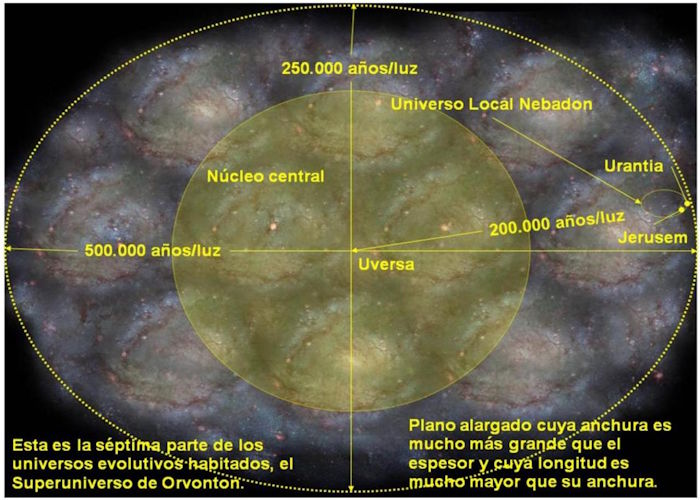 250.000 años/luz
Universo Local Nebadon
Urantia
Núcleo central
200.000 años/luz
Jerusem
500.000 años/luz
Uversa
Esta es la séptima parte de los
universos evolutivos habitados, el
Superuniverso de Orvonton.
Plano alargado cuya anchura es
mucho más grande que el
espesor y cuya longitud es
mucho mayor que su anchura.